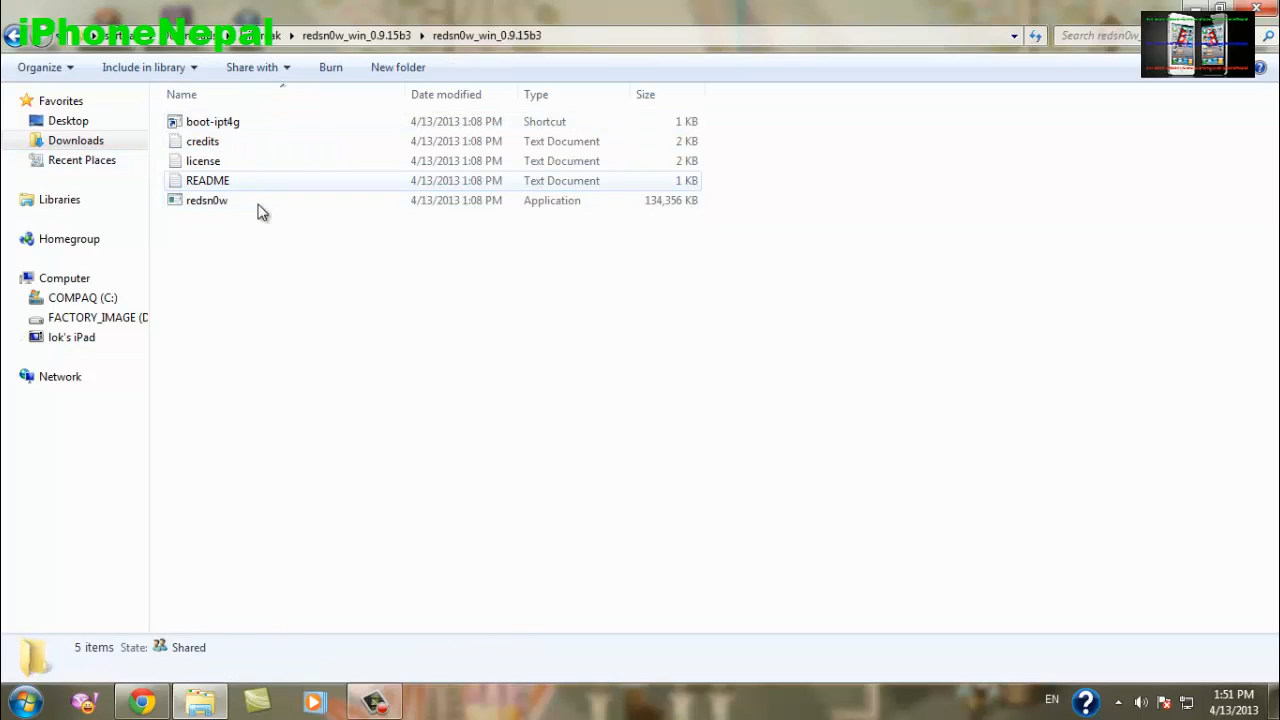 iPhoneNepal
redsn0w_win_0.9.15b3
Search redsn0w_
Organize
Include in library
Share with
Burn
New folder
Name
Date modified
Type
Size
Favorites
Desktop
Downloads
Recent Places
Libraries
Homegroup
Computer
COMPAQ (C:)
FACTORY_IMAGE (D
lok's iPad
Network
boot-ipt4g 4/13/2013 1:08 PM Shortcut 1 KB
credits 4/13/2013 1:08 PM Text Document 2 KB
license 4/13/2013 1:08 PM Text Document 2 KB
README 4/13/2013 1:08 PM Text Document 1 KB
redsn0w 4/13/2013 1:08 PM Application 134,356 KB
5 items State: Shared
EN
1:51 PM
4/13/2013